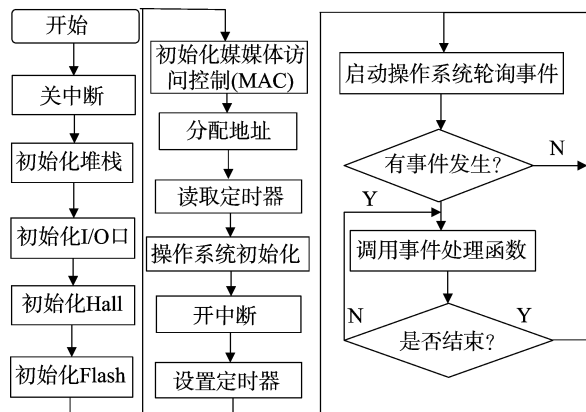 开始
关中断
初始化堆栈
初始化I/O口
初始化Hall
初始化Flash
初始化媒媒体访
问控制(MAC)
分配地址
读取定时器
操作系统初始化
开中断
设置定时器
启动操作系统轮询事件
有事件发生?
N
Y
调用事件处理函数
N
是否结束?
Y